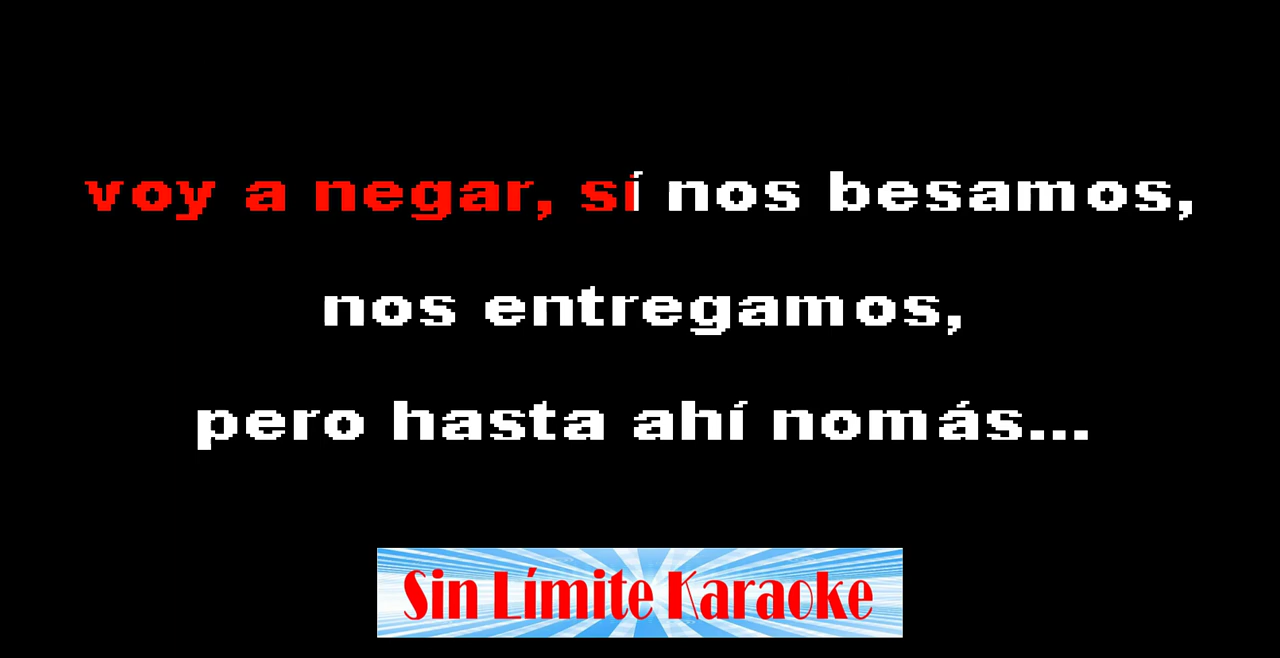 voy a negar, sí nos besamos,
nos entregamos,
pero hasta ahí nomás...
Sin Límite Karaoke